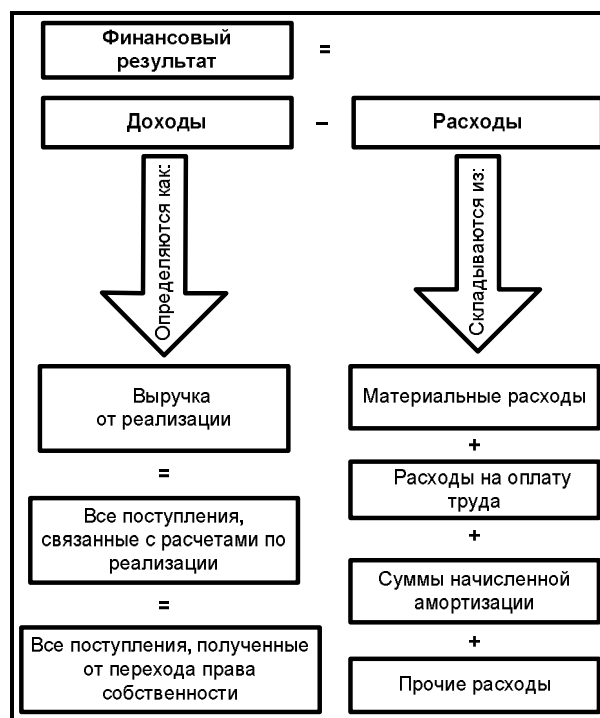 Финансовый
результат
=
Доходы
–
Расходы
Определяются как:
Складываются из:
Выручка
от реализации
=
Все поступления,
связанные с расчетами по
реализации
=
Все поступления, полученные
от перехода права
собственности
Материальные расходы
+
Расходы на оплату
труда
+
Суммы начисленной
амортизации
+
Прочие расходы